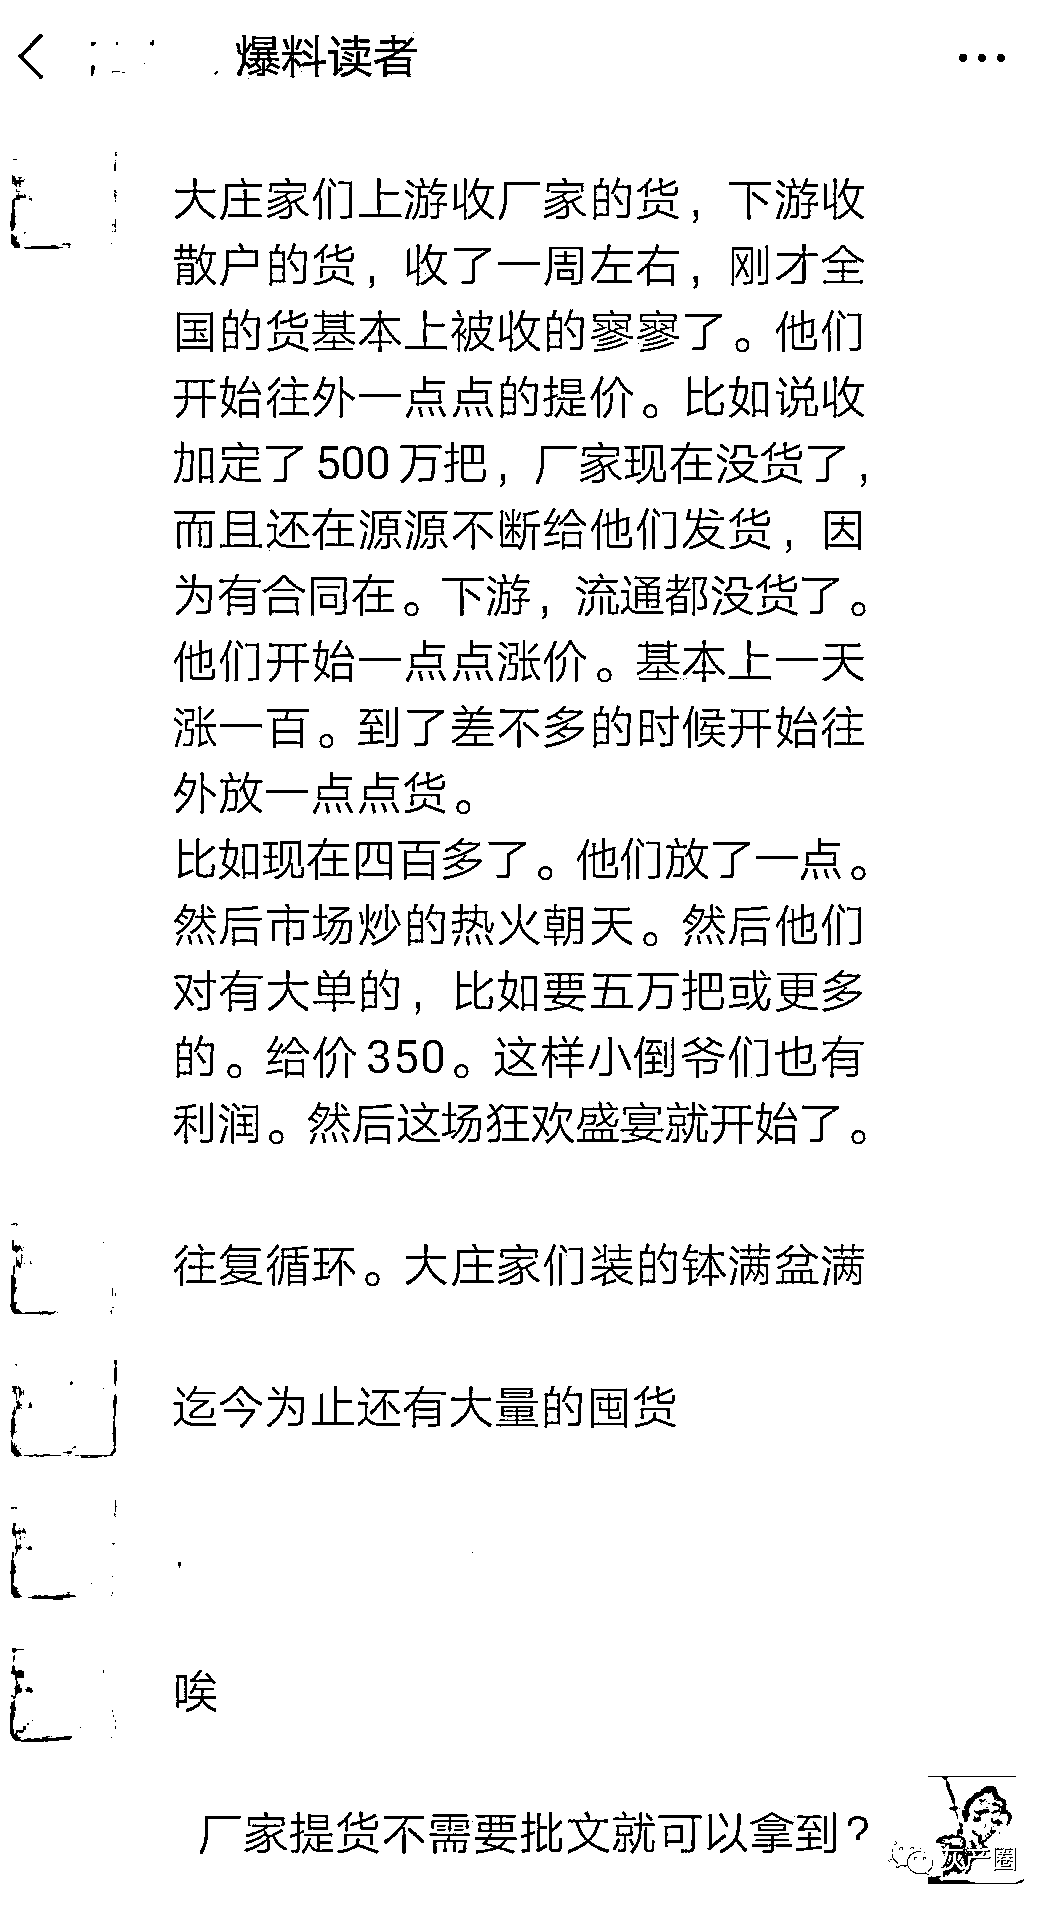 爆料读者
大庄家们上游收厂家的货，下游收
散户的货，收了一周左右，刚才全
国的货基本上被收的寥寥了。他们
开始往外一点点的提价。比如说收
加定了500万把，厂家现在没货了，
而且还在源源不断给他们发货，因
为有合同在。下游，流通都没货了。
他们开始一点点涨价。基本上一天
涨一百。到了差不多的时候开始往
外放一点点货。
比如现在四百多了。他们放了一点。
然后市场炒的热火朝天。然后他们
对有大单的，比如要五万把或更多
的。给价350。这样小倒爷们也有
利润。然后这场狂欢盛宴就开始了。
往复循环。大庄家们装的钵满盆满
迄今为止还有大量的囤货
唉
厂家提货不需要批文就可以拿到？
灰产圈